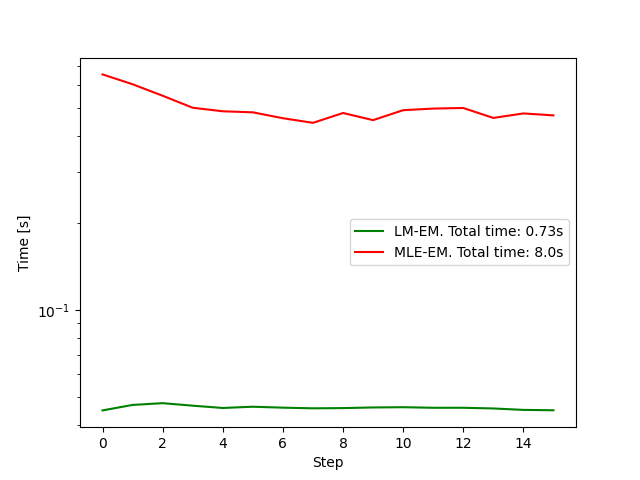 Time [s]
10⁻¹
LM-EM. Total time: 0.73s
MLE-EM. Total time: 8.0s
0 2 4 6 8 10 12 14
Step